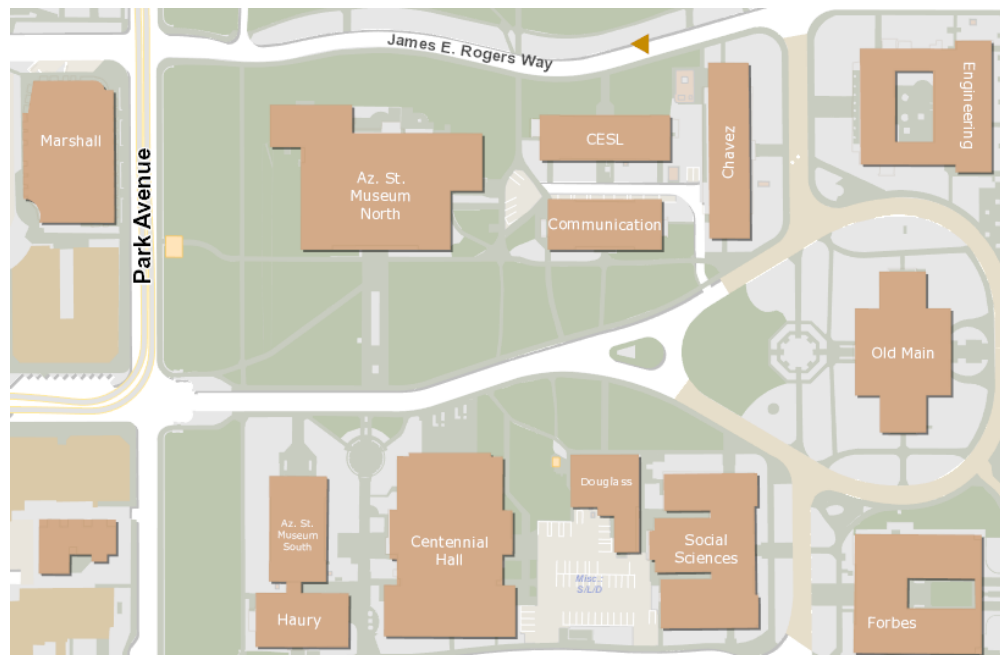 James E. Rogers Way
Marshall
Park Avenue
Az. St.
Museum
North
CESL
Communication
Chavez
Engineering
Old Main
Az. St.
Museum
South
Haury
Centennial
Hall
Douglass
Misc.:
S/L/D
Social
Sciences
Forbes